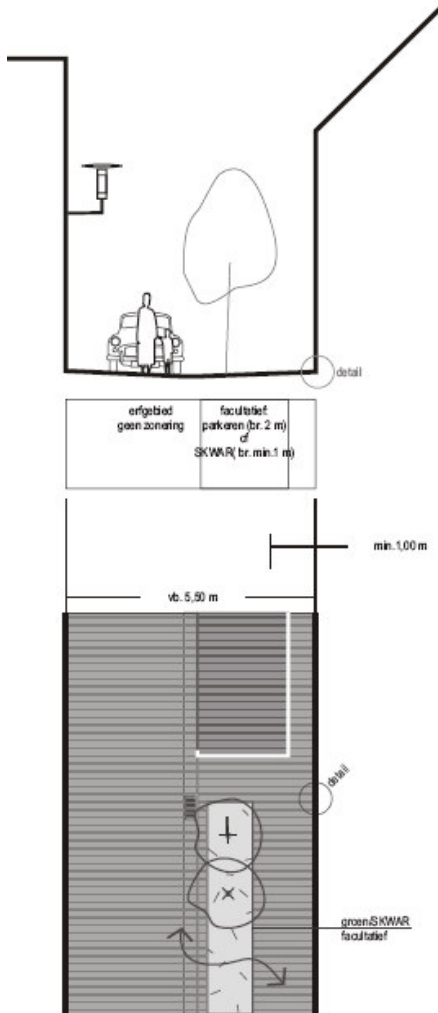 detail
erfgebied
geen zonering
facultatief:
parkeren (br. 2 m)
of
SKWAR( br. min.1 m)
min. 1,00 m
vb. 5,50 m
detail
groen/SKWAR
facultatief